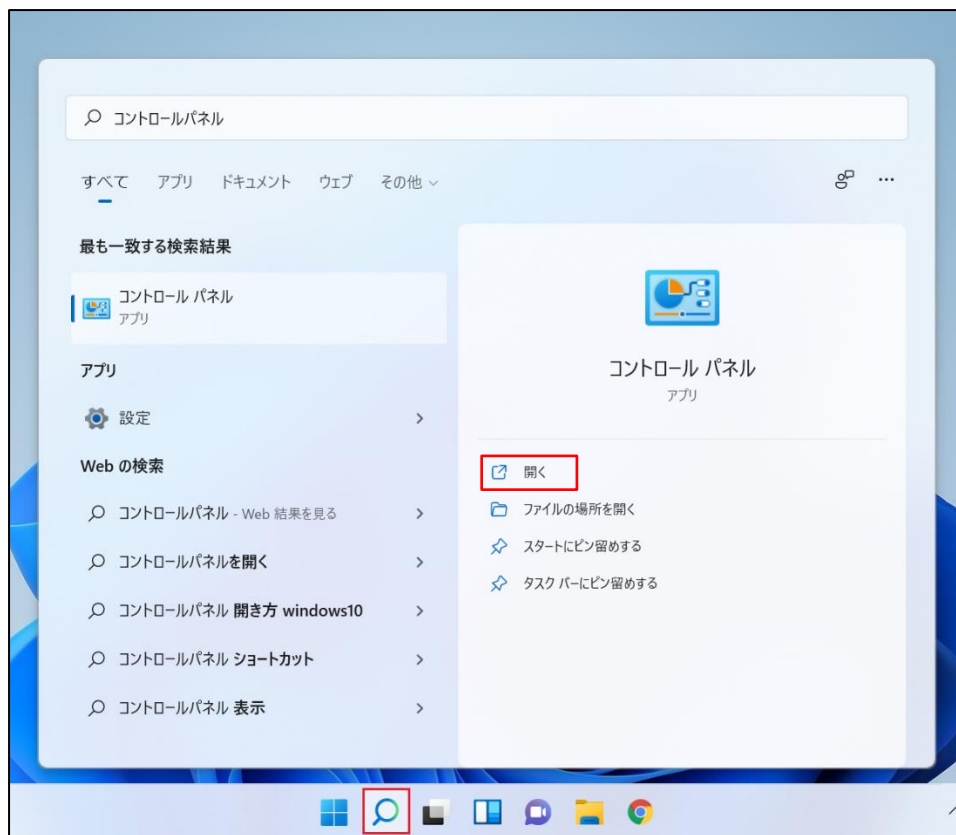 コントロールパネル
すべて アプリ ドキュメント ウェブ その他
最も一致する検索結果
コントロール パネル
アプリ
アプリ
設定
Web の検索
コントロールパネル - Web 結果を見る
コントロールパネルを開く
コントロールパネル 開き方 windows10
コントロールパネル ショートカット
コントロールパネル 表示
コントロール パネル
アプリ
開く
ファイルの場所を開く
スタートにピン留めする
タスク バーにピン留めする